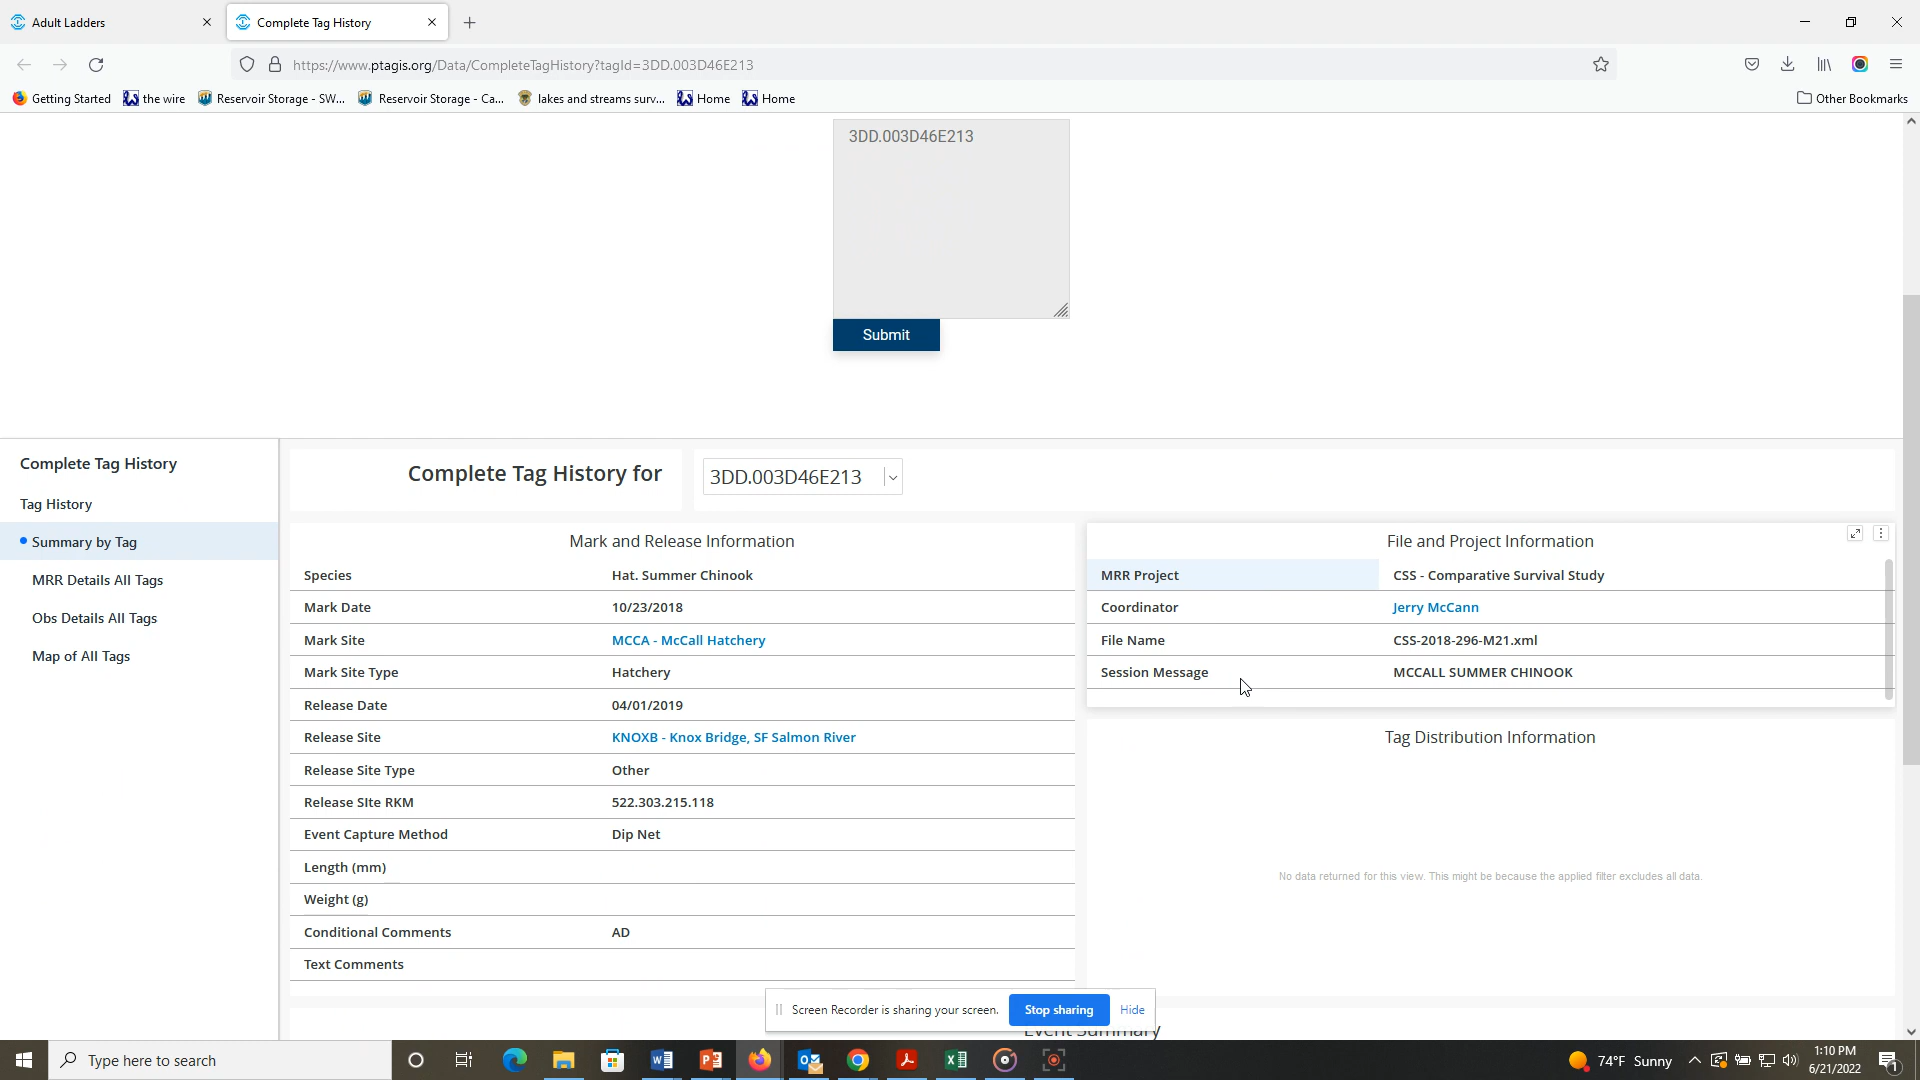 Adult Ladders
Complete Tag History
https://www.ptagis.org/Data/CompleteTagHistory?tagId=3DD.003D46E213
Getting Started the wire Reservoir Storage - SW... Reservoir Storage - Ca... lakes and streams surv... Home Home Other Bookmarks
3DD.003D46E213
Submit
Complete Tag History
Tag History
Summary by Tag
MRR Details All Tags
Obs Details All Tags
Map of All Tags
Complete Tag History for 3DD.003D46E213
Mark and Release Information
Species Hat. Summer Chinook
Mark Date 10/23/2018
Mark Site MCCA - McCall Hatchery
Mark Site Type Hatchery
Release Date 04/01/2019
Release Site KNOXB - Knox Bridge, SF Salmon River
Release Site Type Other
Release SIte RKM 522.303.215.118
Event Capture Method Dip Net
Length (mm)
Weight (g)
Conditional Comments AD
Text Comments
File and Project Information
MRR Project CSS - Comparative Survival Study
Coordinator Jerry McCann
File Name CSS-2018-296-M21.xml
Session Message MCCALL SUMMER CHINOOK
Tag Distribution Information
No data returned for this view. This might be because the applied filter excludes all data.
Event Summary
Screen Recorder is sharing your screen. Stop sharing Hide
Type here to search
74°F Sunny
1:10 PM
6/21/2022
1